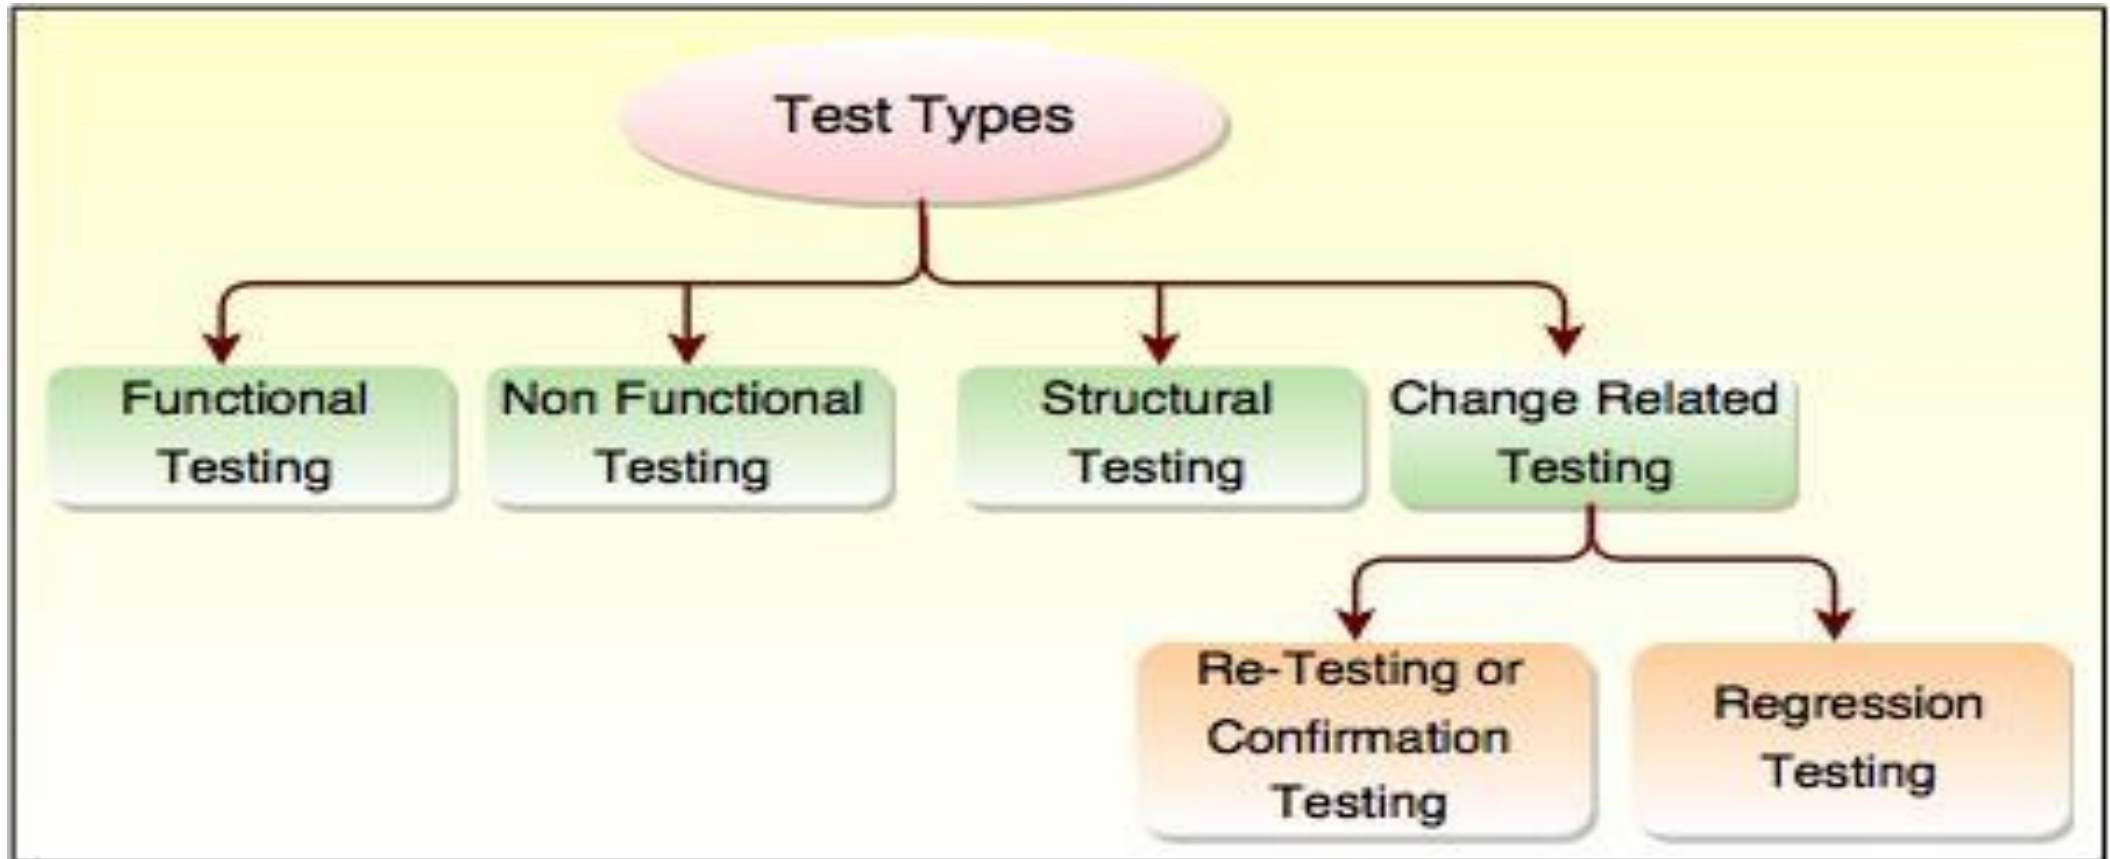 Test Types
Functional
Testing
Non Functional
Testing
Structural
Testing
Change Related
Testing
Re-Testing or
Confirmation
Testing
Regression
Testing